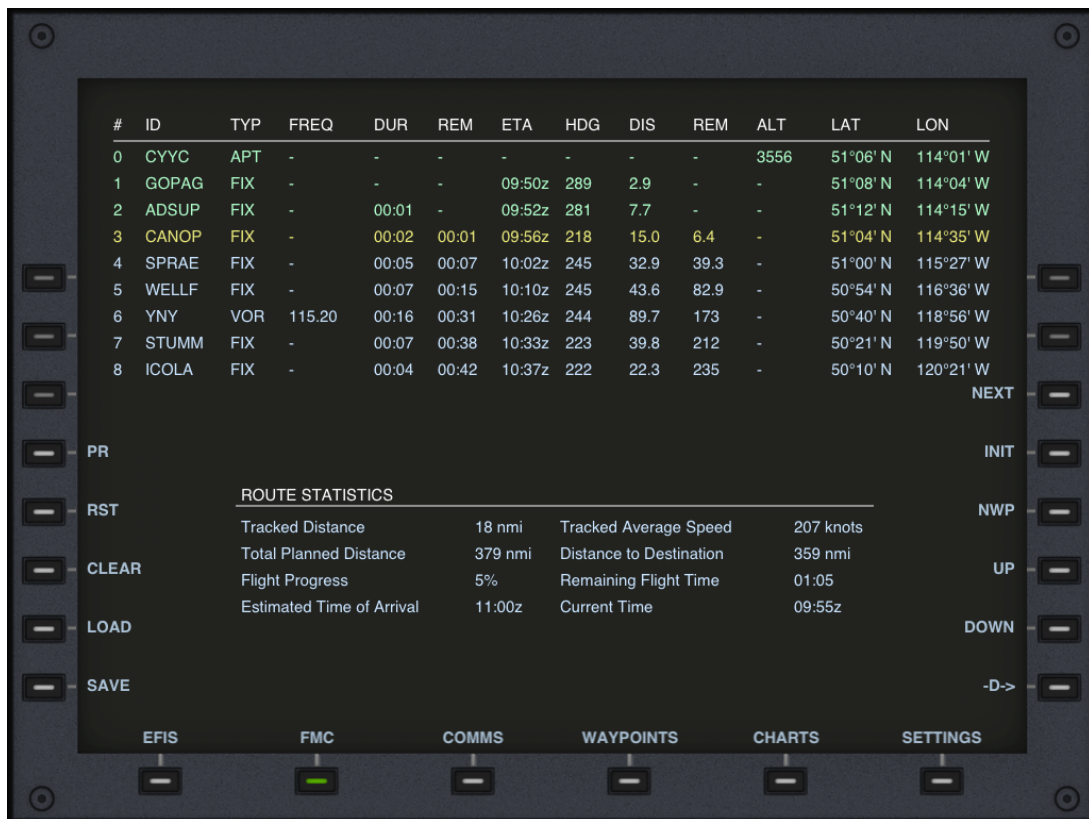 # ID TYP FREQ DUR REM ETA HDG DIS REM ALT LAT LON
0 CYYC APT - - - - - - - 3556 51°06' N 114°01' W
1 GOPAG FIX - - - 09:50z 289 2.9 - - 51°08' N 114°04' W
2 ADSUP FIX - 00:01 - 09:52z 281 7.7 - - 51°12' N 114°15' W
3 CANOP FIX - 00:02 00:01 09:56z 218 15.0 6.4 - 51°04' N 114°35' W
4 SPRAE FIX - 00:05 00:07 10:02z 245 32.9 39.3 - 51°00' N 115°27' W
5 WELLF FIX - 00:07 00:15 10:10z 245 43.6 82.9 - 50°54' N 116°36' W
6 YNY VOR 115.20 00:16 00:31 10:26z 244 89.7 173 - 50°40' N 118°56' W
7 STUMM FIX - 00:07 00:38 10:33z 223 39.8 212 - 50°21' N 119°50' W
8 ICOLA FIX - 00:04 00:42 10:37z 222 22.3 235 - 50°10' N 120°21' W
NEXT
PR INIT
ROUTE STATISTICS
RST NWP
Tracked Distance 18 nmi Tracked Average Speed 207 knots
Total Planned Distance 379 nmi Distance to Destination 359 nmi
CLEAR UP
Flight Progress 5% Remaining Flight Time 01:05
Estimated Time of Arrival 11:00z Current Time 09:55z
LOAD DOWN
SAVE -D->
EFIS FMC COMMS WAYPOINTS CHARTS SETTINGS